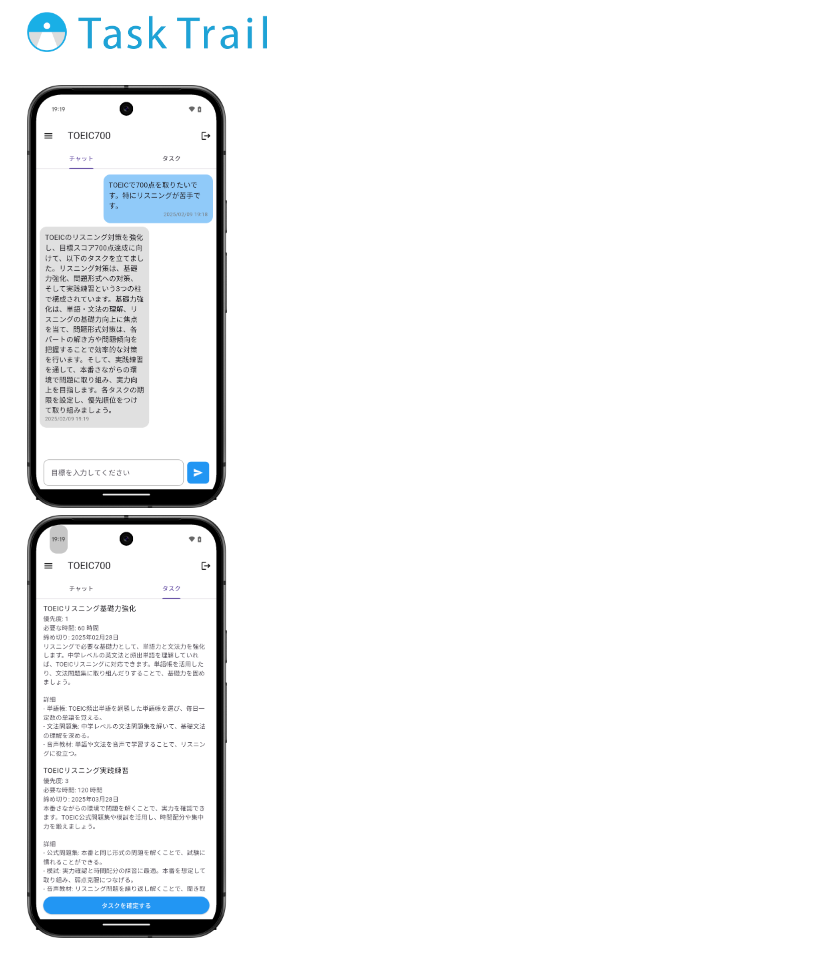 Task Trail
19:19
TOEIC700
チャット タスク
TOEICで700点を取りたいで
す。特にリスニングが苦手で
す。
2025/02/09 19:18
TOEICのリスニング対策を強化
し、目標スコア700点達成に向
けて、以下のタスクを立てまし
た。リスニング対策は、基礎
力強化、問題形式への対策、
そして実践練習という3つの柱
で構成されています。基礎力強
化は、単語・文法の理解、リ
スニングの基礎力向上に焦点
を当て、問題形式対策は、各
パートの解き方や問題傾向を
把握することで効率的な対策
を行います。そして、実践練習
を通して、本番さながらの環
境で問題に取り組み、実力向
上を目指します。各タスクの期
限を設定し、優先順位をつけ
て取り組みましょう。
2025/02/09 19:19
目標を入力してください
19:19
TOEIC700
チャット タスク
TOEICリスニング基礎力強化
優先度: 1
必要な時間: 60 時間
締め切り: 2025年02月28日
リスニングで必要な基礎力として、単語力と文法力を強化
します。中学レベルの英文法と頻出単語を理解していれ
ば、TOEICリスニングに対応できます。単語帳を活用した
り、文法問題集に取り組んだりすることで、基礎力を固め
ましょう。
詳細
- 単語帳: TOEIC頻出単語を網羅した単語帳を選び、毎日一
定数の単語を覚える。
- 文法問題集: 中学レベルの文法問題集を解いて、基礎文法
の理解を深める。
- 音声教材: 単語や文法を音声で学習することで、リスニン
グに役立つ。
TOEICリスニング実践練習
優先度: 3
必要な時間: 120 時間
締め切り: 2025年03月28日
本番さながらの環境で問題を解くことで、実力を確認でき
ます。TOEIC公式問題集や模試を活用し、時間配分や集中
力を鍛えましょう。
詳細
- 公式問題集: 本番と同じ形式の問題を解くことで、試験に
慣れることができる。
- 模試: 実力確認と時間配分の練習に最適。本番を想定して
取り組み、弱点克服につなげる。
- 音声教材: リスニング問題を繰り返し解くことで、聞き取
タスクを確定する